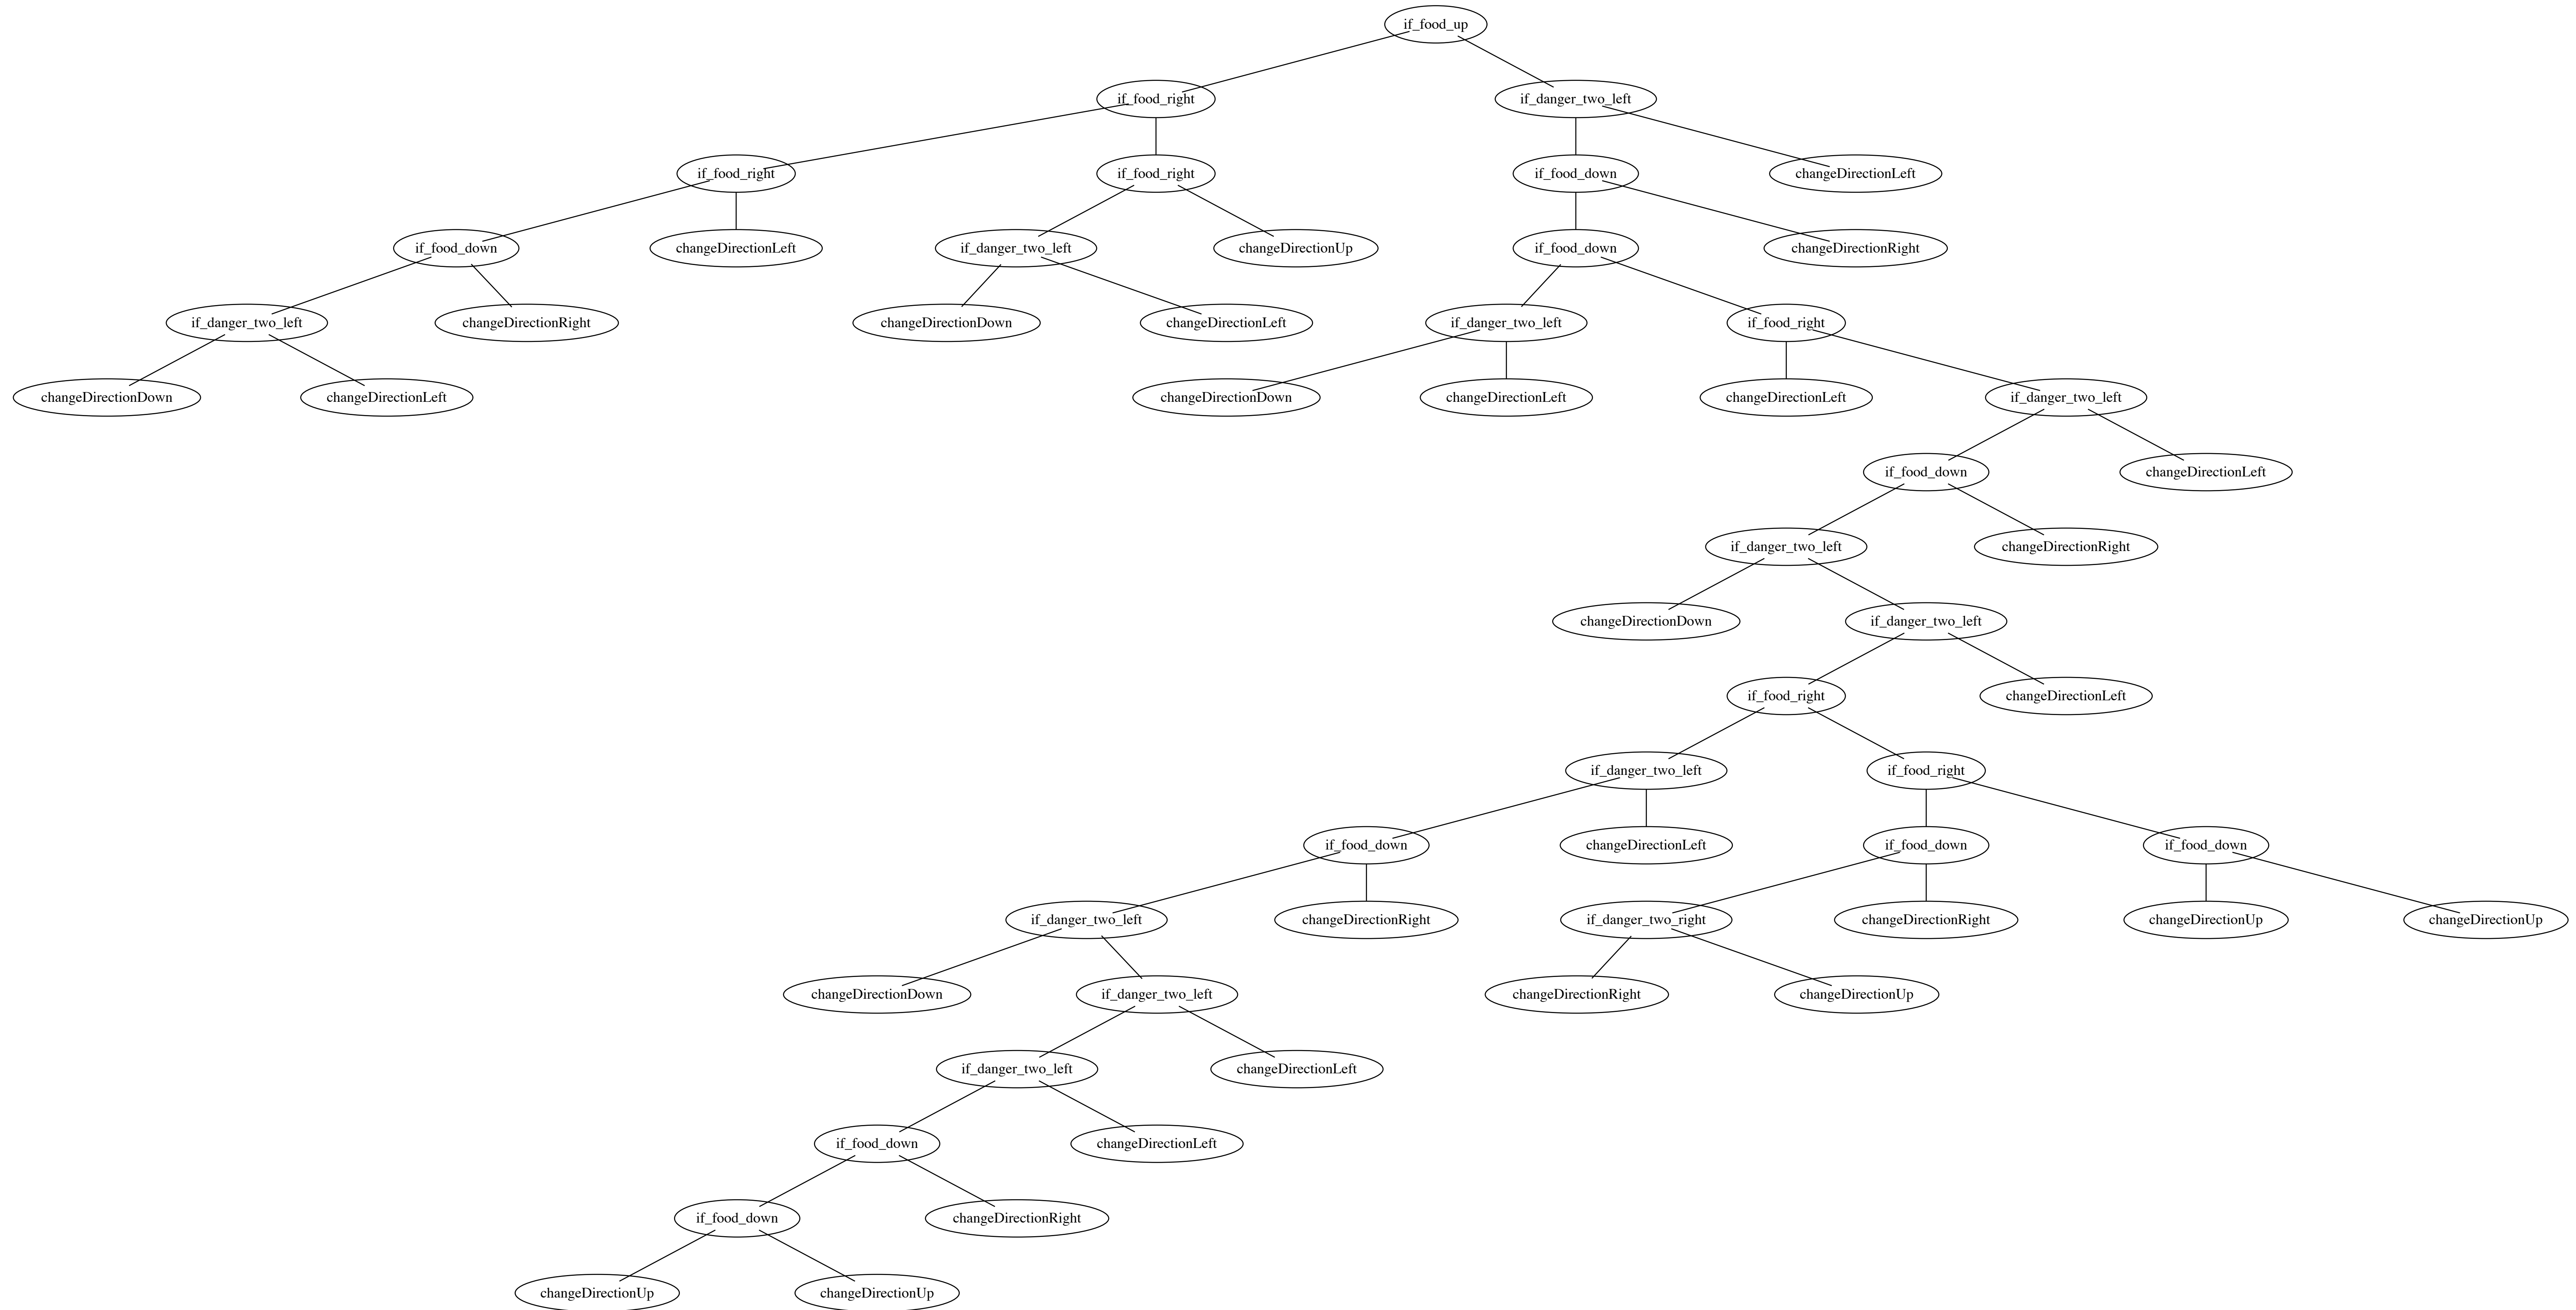 if_food_up
if_food_right
if_danger_two_left
if_food_right
if_food_right
if_food_down
changeDirectionLeft
if_food_down
changeDirectionLeft
if_danger_two_left
changeDirectionUp
if_food_down
changeDirectionRight
if_danger_two_left
changeDirectionRight
changeDirectionDown
changeDirectionLeft
if_danger_two_left
if_food_right
changeDirectionDown
changeDirectionLeft
changeDirectionDown
changeDirectionLeft
changeDirectionLeft
if_danger_two_left
if_food_down
changeDirectionLeft
if_danger_two_left
changeDirectionRight
changeDirectionDown
if_danger_two_left
if_food_right
changeDirectionLeft
if_danger_two_left
if_food_right
if_food_down
changeDirectionLeft
if_food_down
if_food_down
if_danger_two_left
changeDirectionRight
if_danger_two_right
changeDirectionRight
changeDirectionUp
changeDirectionUp
changeDirectionDown
if_danger_two_left
changeDirectionRight
changeDirectionUp
if_danger_two_left
changeDirectionLeft
if_food_down
changeDirectionLeft
if_food_down
changeDirectionRight
changeDirectionUp
changeDirectionUp